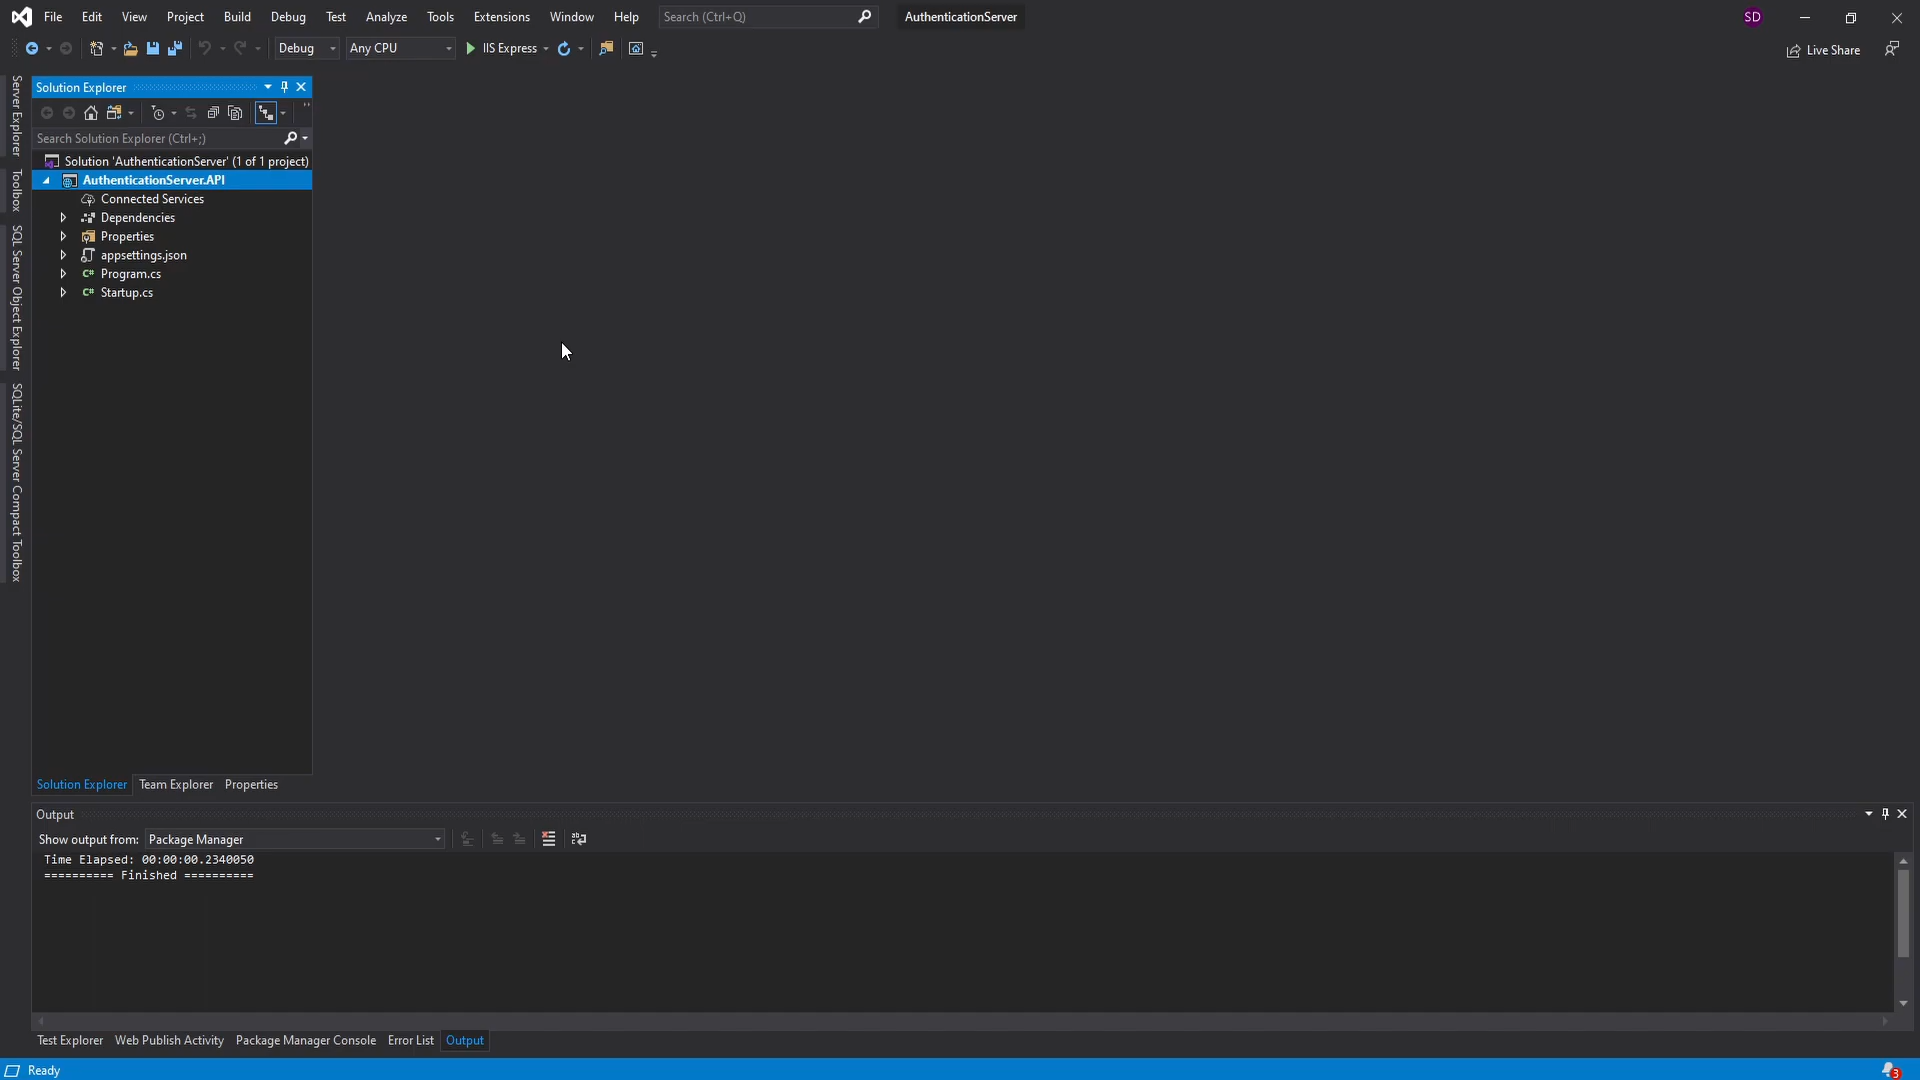 File Edit View Project Build Debug Test Analyze Tools Extensions Window Help Search (Ctrl+Q) AuthenticationServer SD
Debug Any CPU IIS Express Live Share
Server Explorer
Toolbox
SQL Server Object Explorer
SQLite/SQL Server Compact Toolbox
Solution Explorer
Search Solution Explorer (Ctrl+;)
Solution 'AuthenticationServer' (1 of 1 project)
AuthenticationServer.API
Connected Services
Dependencies
Properties
appsettings.json
C# Program.cs
C# Startup.cs
Solution Explorer Team Explorer Properties
Output
Show output from: Package Manager
Time Elapsed: 00:00:00.2340050
========== Finished ==========
Test Explorer Web Publish Activity Package Manager Console Error List Output
Ready 3